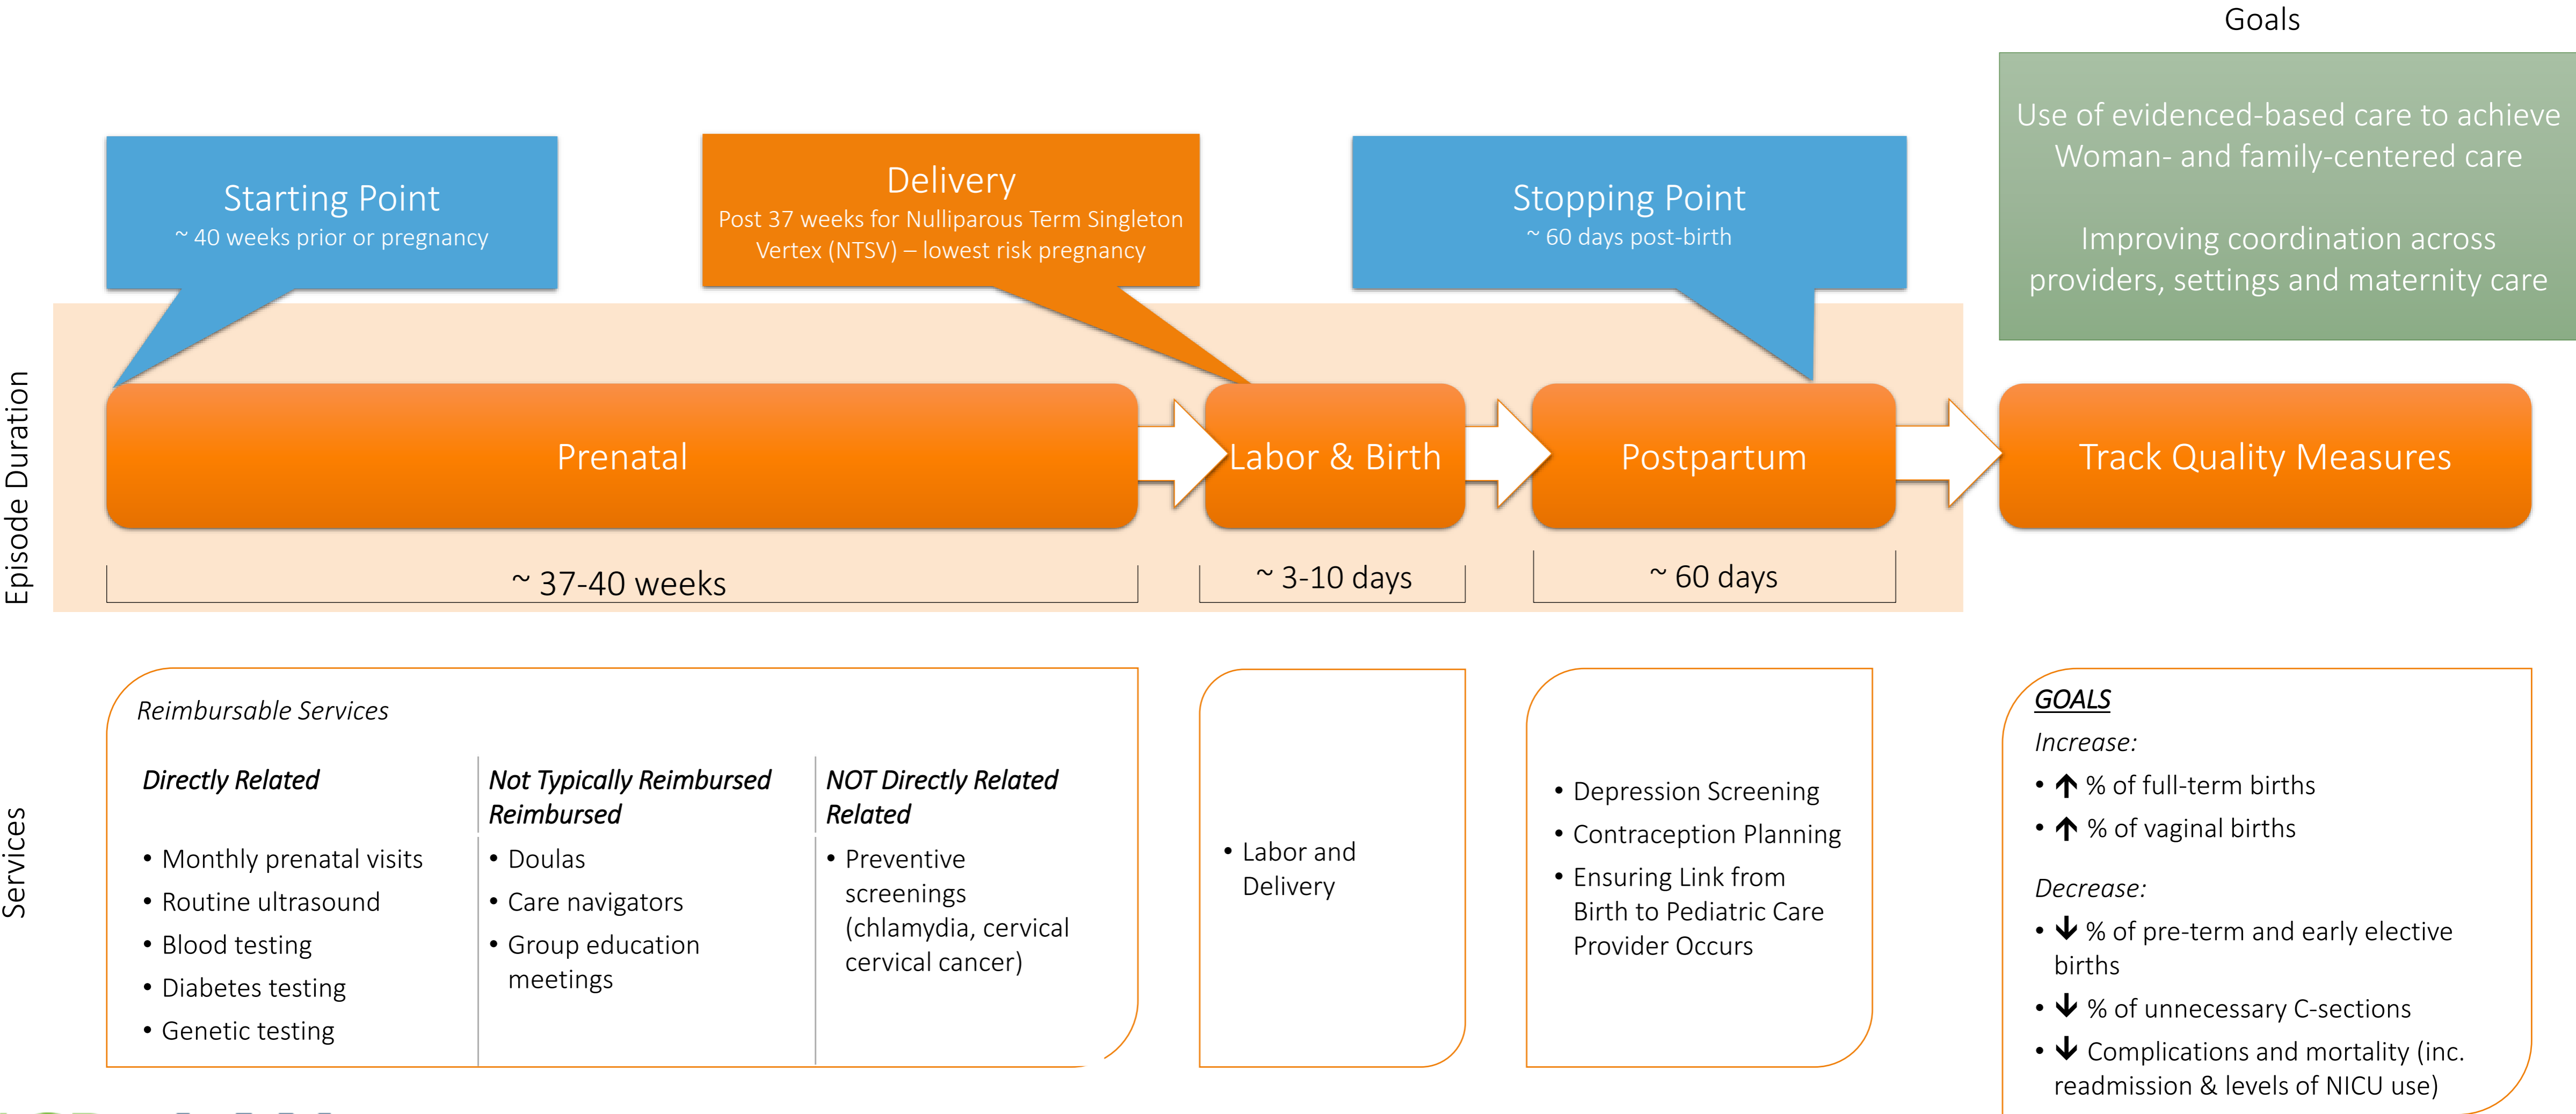 Goals
Use of evidenced-based care to achieve
Woman- and family-centered care
Improving coordination across
providers, settings and maternity care
Starting Point
~ 40 weeks prior or pregnancy
Delivery
Post 37 weeks for Nulliparous Term Singleton
Vertex (NTSV) – lowest risk pregnancy
Stopping Point
~ 60 days post-birth
Episode Duration
Prenatal
Labor & Birth
Postpartum
Track Quality Measures
~ 37-40 weeks
~ 3-10 days
~ 60 days
Services
Reimbursable Services
Directly Related
• Monthly prenatal visits
• Routine ultrasound
• Blood testing
• Diabetes testing
• Genetic testing
Not Typically Reimbursed
Reimbursed
• Doulas
• Care navigators
• Group education
meetings
NOT Directly Related
Related
• Preventive
screenings
(chlamydia, cervical
cervical cancer)
• Labor and
Delivery
• Depression Screening
• Contraception Planning
• Ensuring Link from
Birth to Pediatric Care
Provider Occurs
GOALS
Increase:
• ↑ % of full-term births
• ↑ % of vaginal births
Decrease:
• ↓ % of pre-term and early elective
births
• ↓ % of unnecessary C-sections
• ↓ Complications and mortality (inc.
readmission & levels of NICU use)